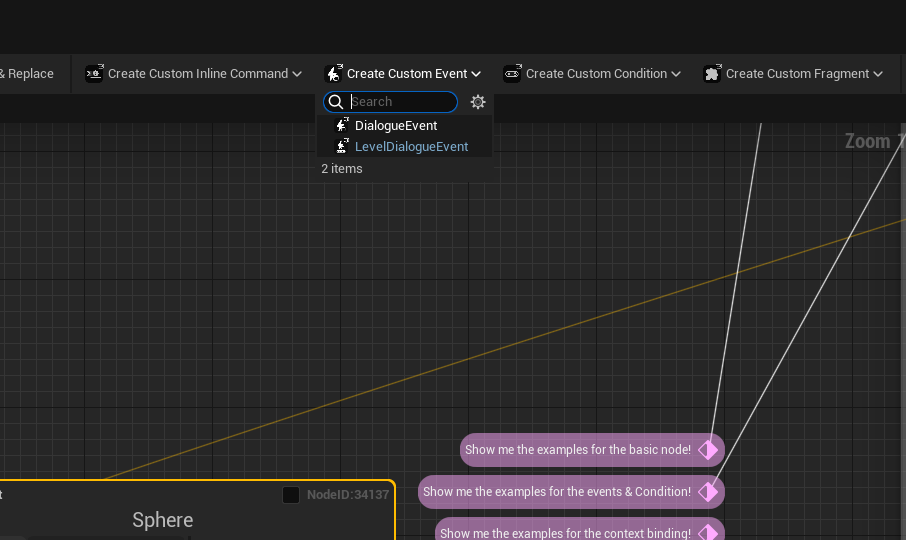 & Replace
Create Custom Inline Command
Create Custom Event
Create Custom Condition
Create Custom Fragment
Search
DialogueEvent
LevelDialogueEvent
2 items
Zoom
Show me the examples for the basic node!
Show me the examples for the events & Condition!
Show me the examples for the context binding!
NodeID:34137
Sphere